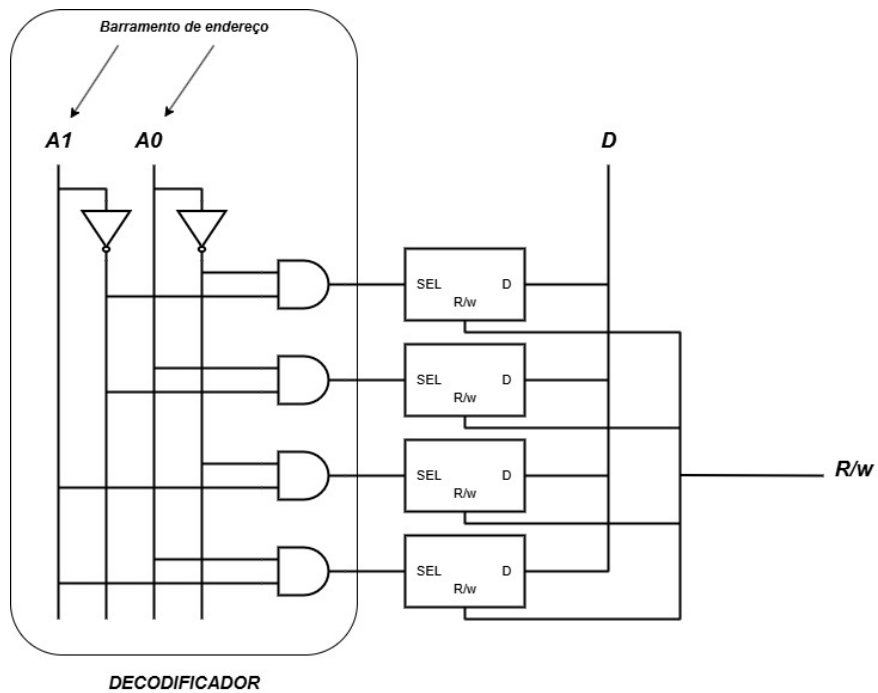 Barramento de endereço
A1 A0 D
SEL D
R/w
SEL D
R/w
SEL D
R/w
R/w
SEL D
R/w
DECODIFICADOR